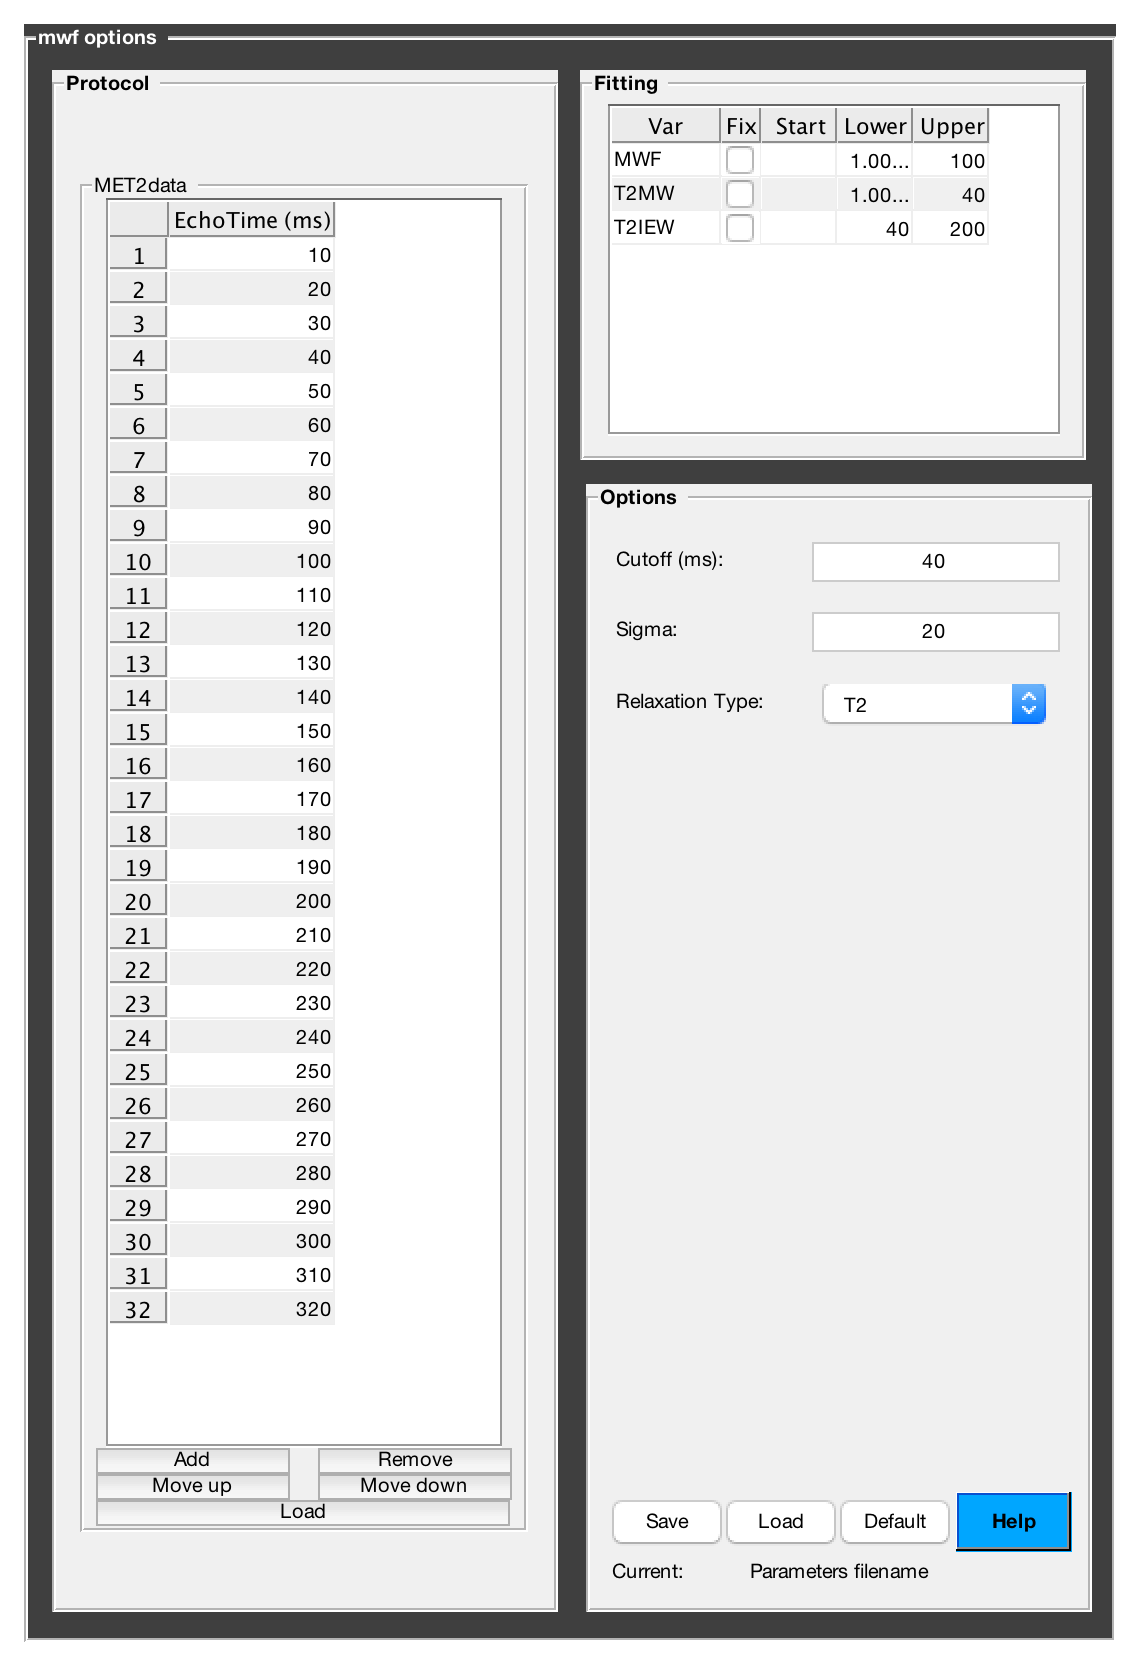 mwf options
Protocol
MET2data
EchoTime (ms)
1 10
2 20
3 30
4 40
5 50
6 60
7 70
8 80
9 90
10 100
11 110
12 120
13 130
14 140
15 150
16 160
17 170
18 180
19 190
20 200
21 210
22 220
23 230
24 240
25 250
26 260
27 270
28 280
29 290
30 300
31 310
32 320
Add Remove
Move up Move down
Load
Fitting
Var Fix Start Lower Upper
MWF 1.00... 100
T2MW 1.00... 40
T2IEW 40 200
Options
Cutoff (ms): 40
Sigma: 20
Relaxation Type: T2
Save Load Default Help
Current: Parameters filename